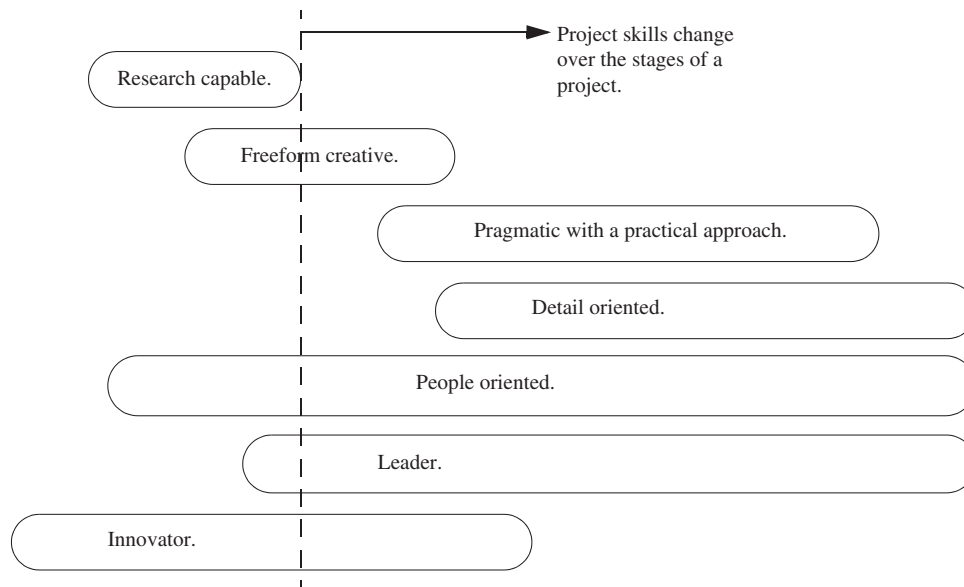 Project skills change
over the stages of a
project.
Research capable.
Freeform creative.
Pragmatic with a practical approach.
Detail oriented.
People oriented.
Leader.
Innovator.